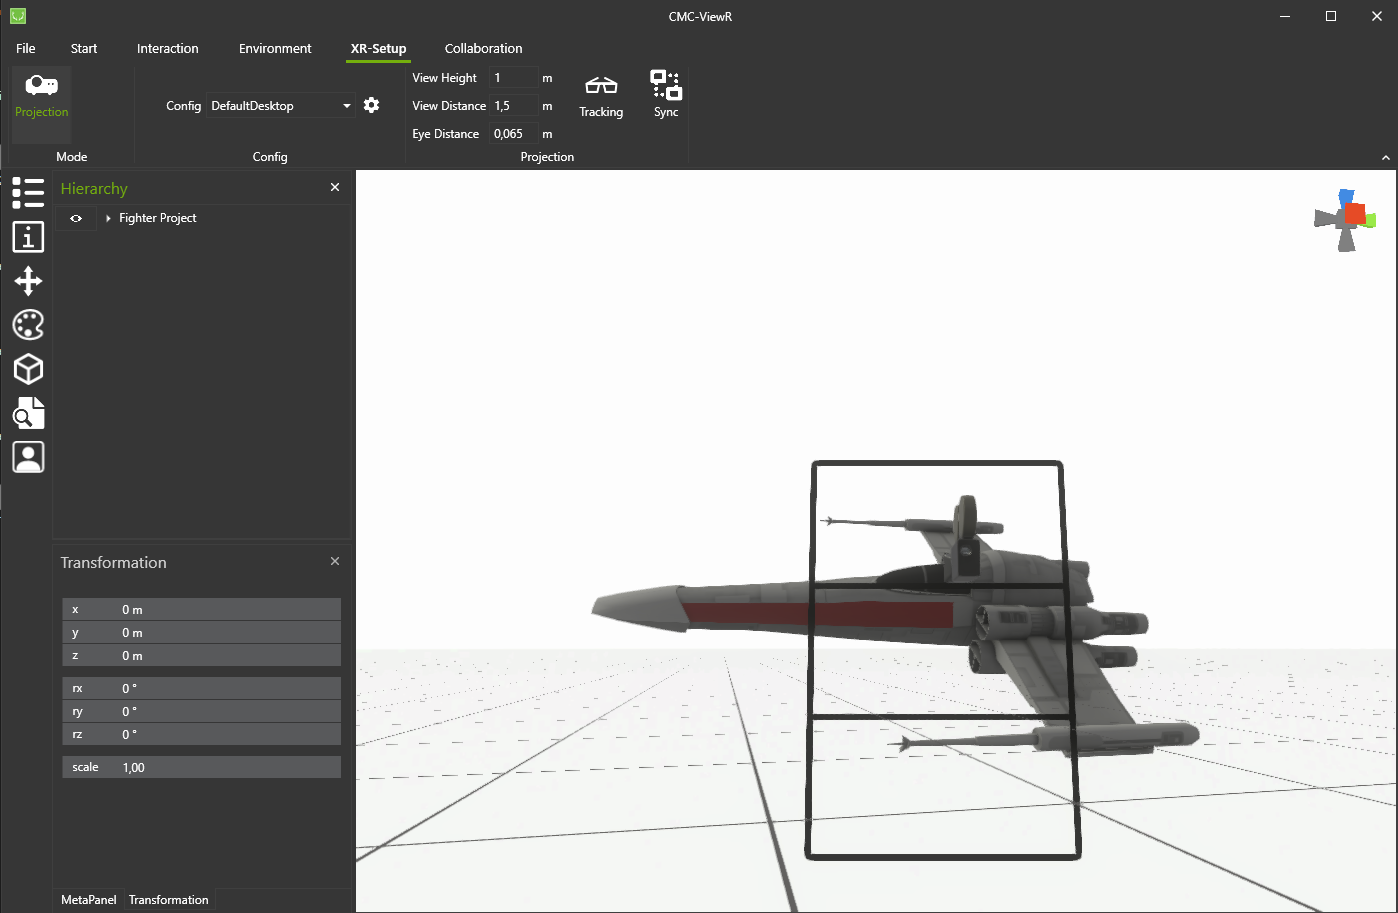 CMC-ViewR
File Start Interaction Environment XR-Setup Collaboration
Projection
Mode
Config DefaultDesktop
Config
View Height 1 m
View Distance 1,5 m
Eye Distance 0,065 m
Tracking
Sync
Projection
Hierarchy
Fighter Project
Transformation
x 0 m
y 0 m
z 0 m
rx 0 °
ry 0 °
rz 0 °
scale 1,00
MetaPanel Transformation